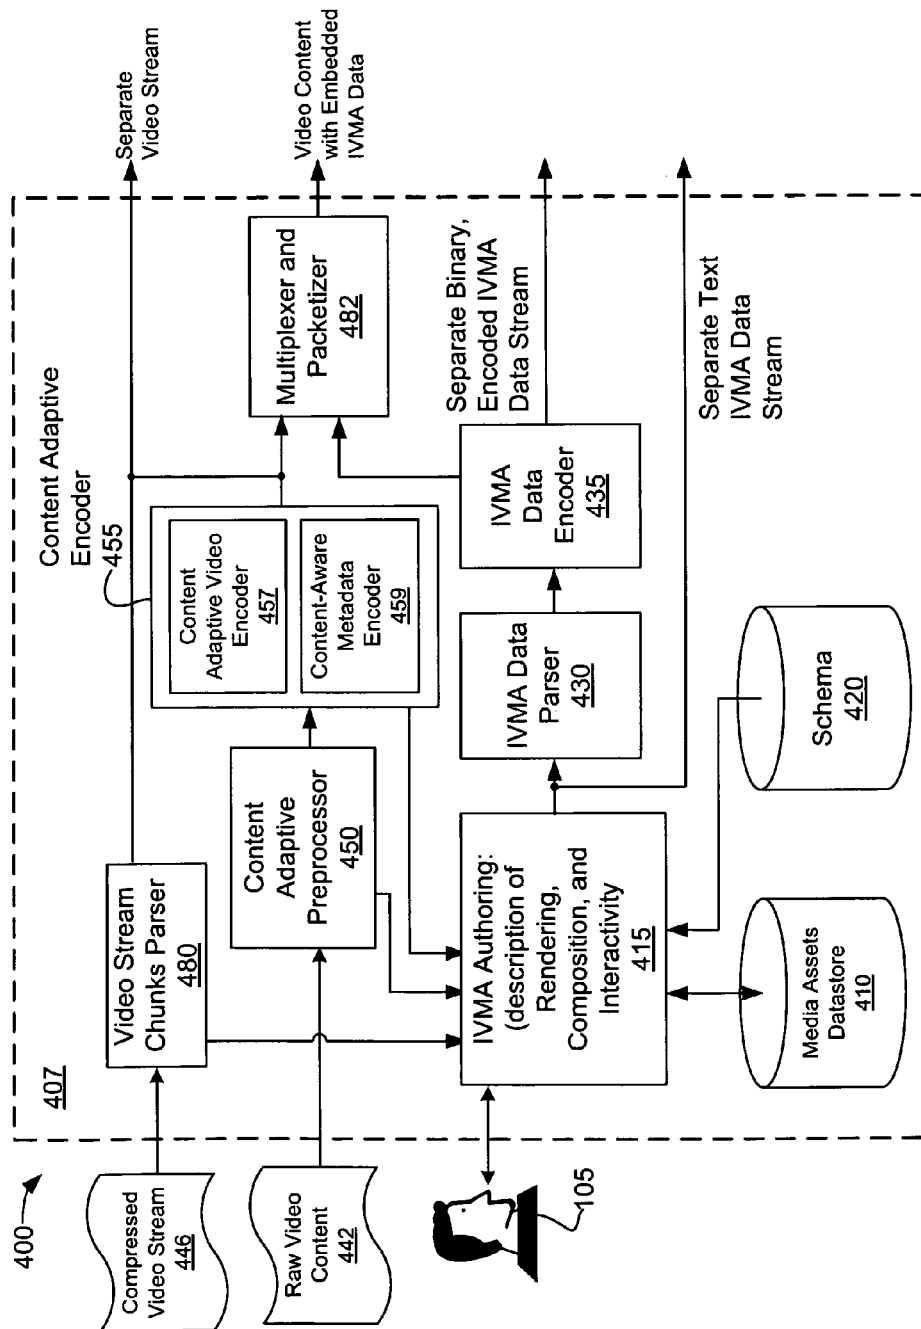 400
407
Compressed
Video Stream
446
Raw Video
Content
442
105
Video Stream
Chunks Parser
480
Content
Adaptive
Preprocessor
450
Content Adaptive
Encoder
455
Content
Adaptive Video
Encoder
457
Content-Aware
Metadata
Encoder
459
Multiplexer and
Packetizer
482
Separate
Video Stream
Video Content
with Embedded
IVMA Data
IVMA Authoring:
(description of
Rendering,
Composition, and
Interactivity
415
IVMA Data
Parser
430
IVMA
Data
Encoder
435
Separate Binary,
Encoded IVMA
Data Stream
Separate Text
IVMA Data
Stream
Media Assets
Datastore
410
Schema
420